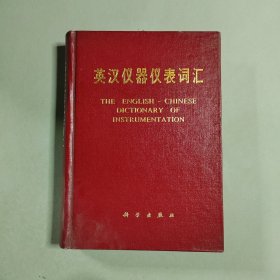 英汉仪器仪表词汇
THE ENGLISH - CHINESE
DICTIONARY OF
INSTRUMENTATION
科学出版社